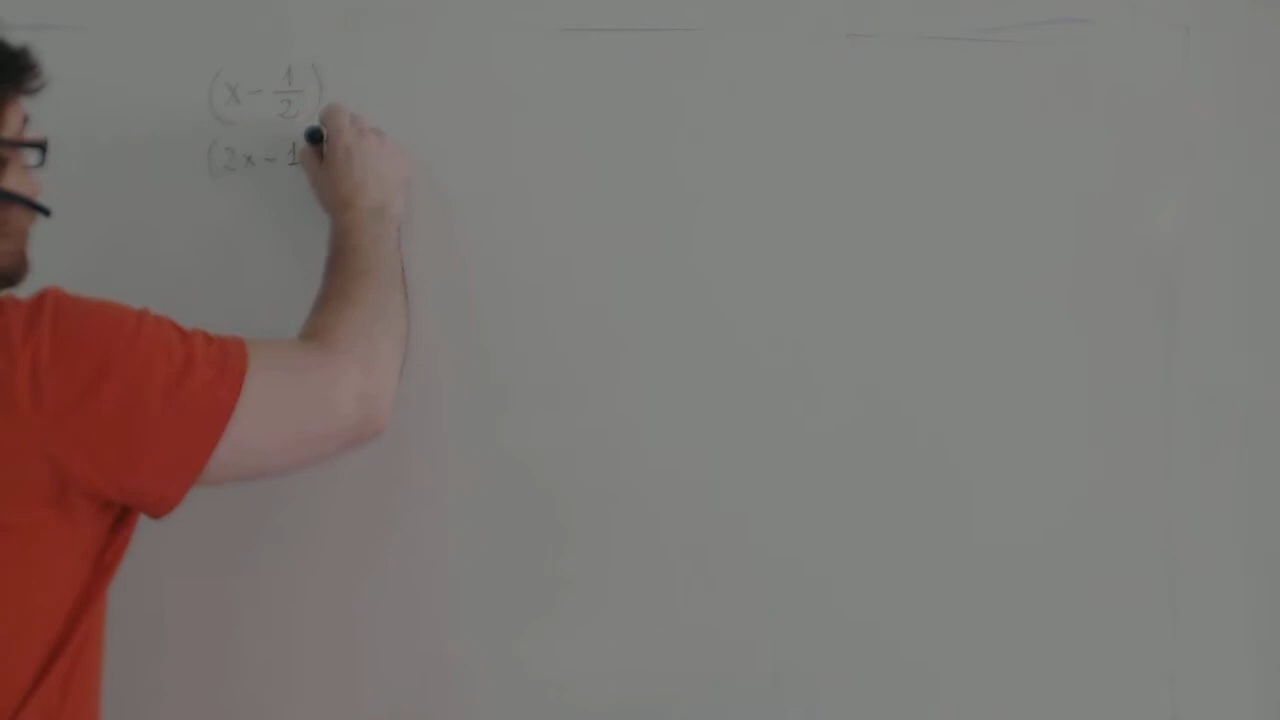 (x - 1/2)
(2x - 1